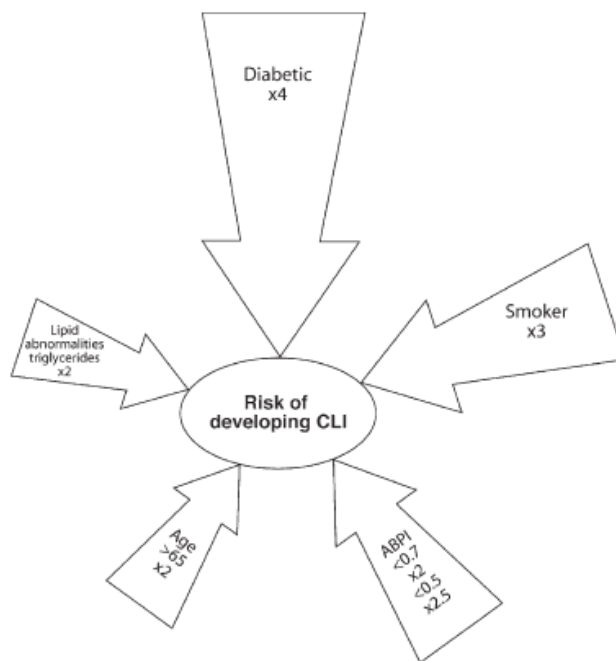 Diabetic
x4
Smoker
x3
Lipid
abnormalities
triglycerides
x2
Risk of
developing CLI
Age
>65
x2
ABPI
<0.7
x2
<0.5
x2.5